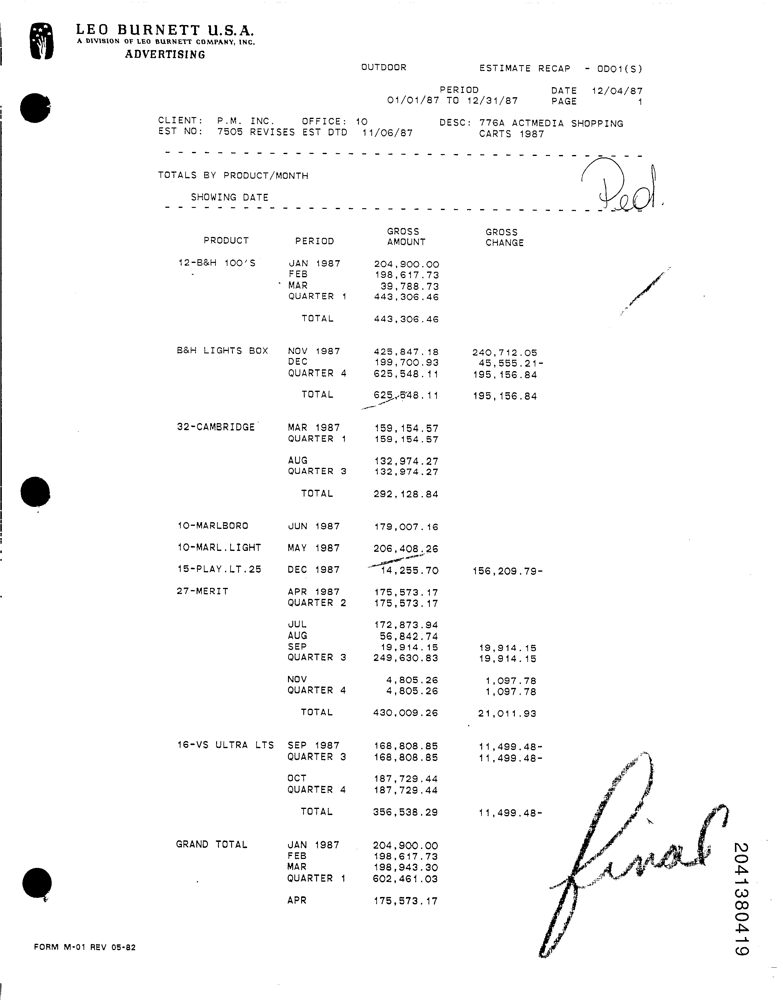 LEO BURNETT U.S.A.
A DIVISION OF LEO BURNETT COMPANY, INC.
ADVERTISING
OUTDOOR ESTIMATE RECAP - OD01(S)
PERIOD DATE 12/04/87
01/01/87 TO 12/31/87 PAGE 1
CLIENT: P.M. INC. OFFICE: 10 DESC: 776A ACTMEDIA SHOPPING
EST NO: 7505 REVISES EST DTD 11/06/87 CARTS 1987
TOTALS BY PRODUCT/MONTH
SHOWING DATE
Ped.
GROSS GROSS
PRODUCT PERIOD AMOUNT CHANGE
12-B&H 100'S JAN 1987 204,900.00
FEB 198,617.73
MAR 39,788.73
QUARTER 1 443,306.46
TOTAL 443,306.46
B&H LIGHTS BOX NOV 1987 425,847.18 240,712.05
DEC 199,700.93 45,555.21-
QUARTER 4 625,548.11 195,156.84
TOTAL 625,548.11 195,156.84
32-CAMBRIDGE MAR 1987 159,154.57
QUARTER 1 159,154.57
AUG 132,974.27
QUARTER 3 132,974.27
TOTAL 292,128.84
10-MARLBORO JUN 1987 179,007.16
10-MARL.LIGHT MAY 1987 206,408.26
15-PLAY.LT.25 DEC 1987 14,255.70 156,209.79-
27-MERIT APR 1987 175,573.17
QUARTER 2 175,573.17
JUL 172,873.94
AUG 56,842.74
SEP 19,914.15 19,914.15
QUARTER 3 249,630.83 19,914.15
NOV 4,805.26 1,097.78
QUARTER 4 4,805.26 1,097.78
TOTAL 430,009.26 21,011.93
16-VS ULTRA LTS SEP 1987 168,808.85 11,499.48-
QUARTER 3 168,808.85 11,499.48-
OCT 187,729.44
QUARTER 4 187,729.44
TOTAL 356,538.29 11,499.48-
GRAND TOTAL JAN 1987 204,900.00
FEB 198,617.73
MAR 198,943.30
QUARTER 1 602,461.03
APR 175,573.17
final
2041380419
FORM M-01 REV 05-82